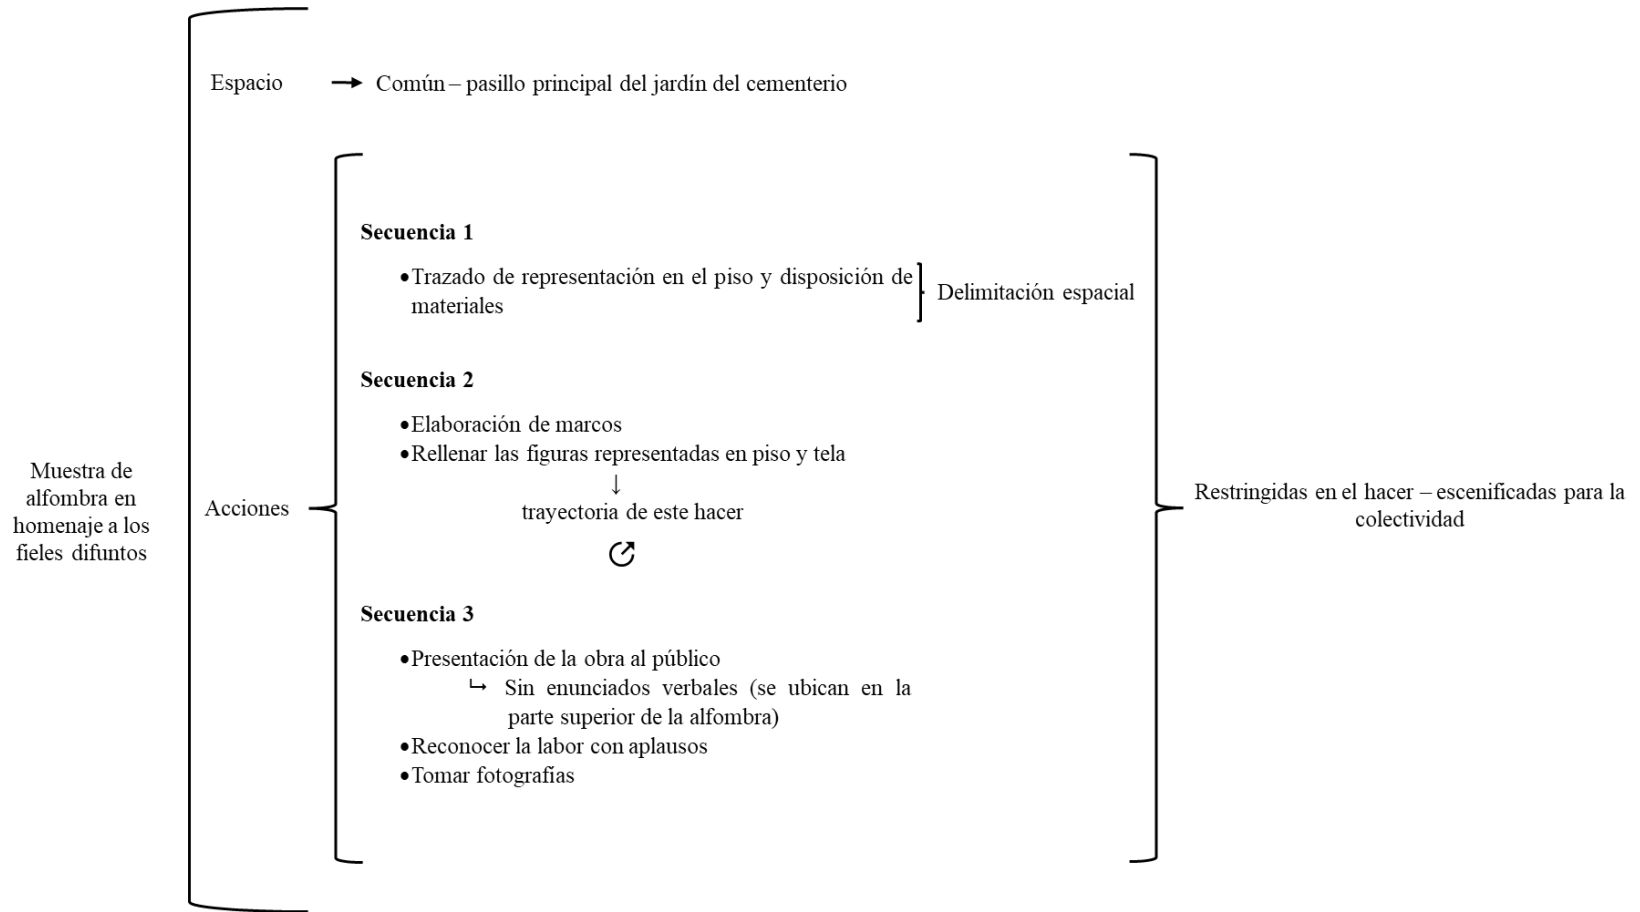 Espacio
Común – pasillo principal del jardín del cementerio
Secuencia 1
•Trazado de representación en el piso y disposición de
materiales
Delimitación espacial
Secuencia 2
•Elaboración de marcos
•Rellenar las figuras representadas en piso y tela
↓
trayectoria de este hacer
Muestra de
alfombra en
homenaje a los
fieles difuntos
Acciones
Restringidas en el hacer – escenificadas para la
colectividad
Secuencia 3
•Presentación de la obra al público
↳ Sin enunciados verbales (se ubican en la
parte superior de la alfombra)
•Reconocer la labor con aplausos
•Tomar fotografías